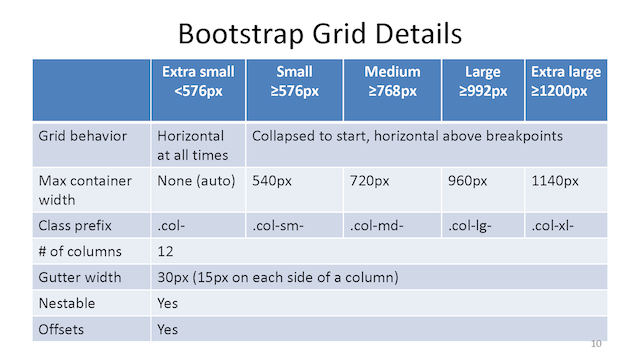 Bootstrap Grid Details
Extra small <576px Small ≥576px Medium ≥768px Large ≥992px Extra large ≥1200px
Grid behavior Horizontal at all times Collapsed to start, horizontal above breakpoints
Max container width None (auto) 540px 720px 960px 1140px
Class prefix .col- .col-sm- .col-md- .col-lg- .col-xl-
# of columns 12
Gutter width 30px (15px on each side of a column)
Nestable Yes
Offsets Yes
10